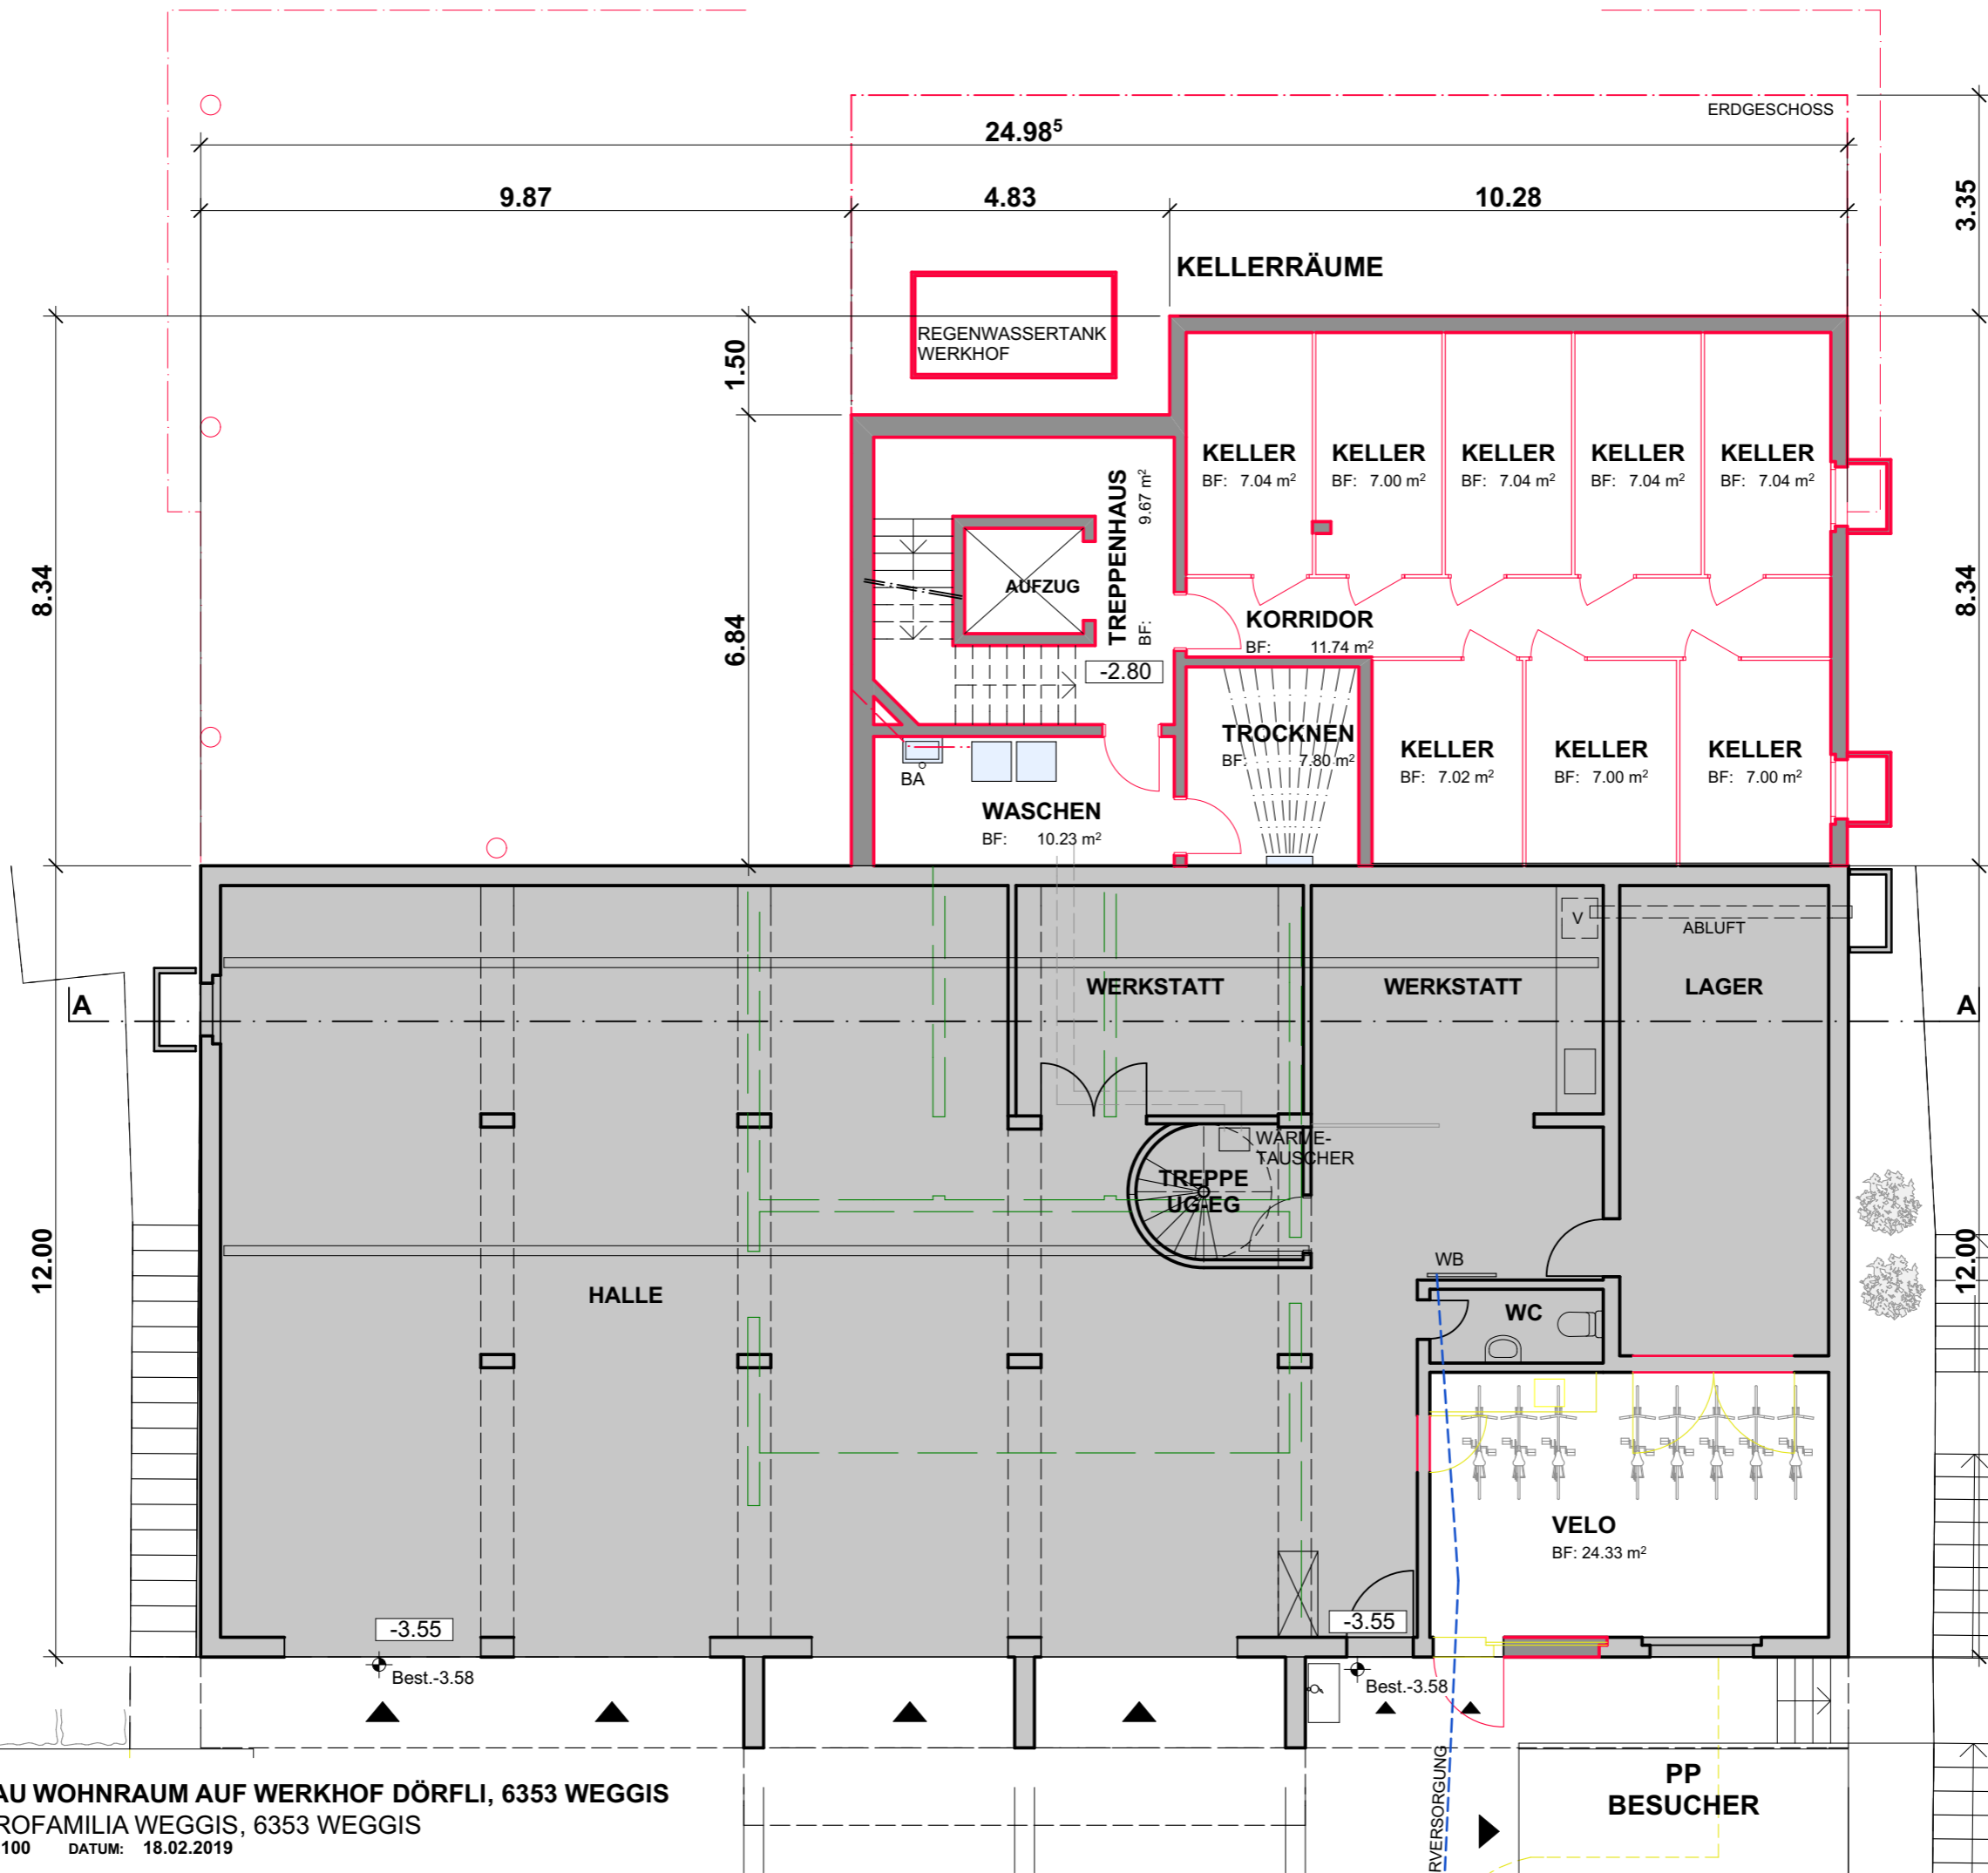 ERDGESCHOSS
24.98⁵
9.87
4.83
10.28
3.35
KELLERRÄUME
REGENWASSERTANK
WERKHOF
1.50
8.34
6.84
8.34
KELLER
BF: 7.04 m²
KELLER
BF: 7.00 m²
KELLER
BF: 7.04 m²
KELLER
BF: 7.04 m²
KELLER
BF: 7.04 m²
TREPPENHAUS
BF: 9.67 m²
AUFZUG
KORRIDOR
BF: 11.74 m²
-2.80
TROCKNEN
BF: 7.80 m²
KELLER
BF: 7.02 m²
KELLER
BF: 7.00 m²
KELLER
BF: 7.00 m²
BA
WASCHEN
BF: 10.23 m²
V
ABLUFT
WERKSTATT
WERKSTATT
LAGER
A
A
WÄRME-
TAUSCHER
TREPPE
UG-EG
12.00
12.00
WB
HALLE
WC
VELO
BF: 24.33 m²
-3.55
-3.55
Best.-3.58
Best.-3.58
RVERSORGUNG
PP
BESUCHER
AU WOHNRAUM AUF WERKHOF DÖRFLI, 6353 WEGGIS
ROFAMILIA WEGGIS, 6353 WEGGIS
100 DATUM: 18.02.2019